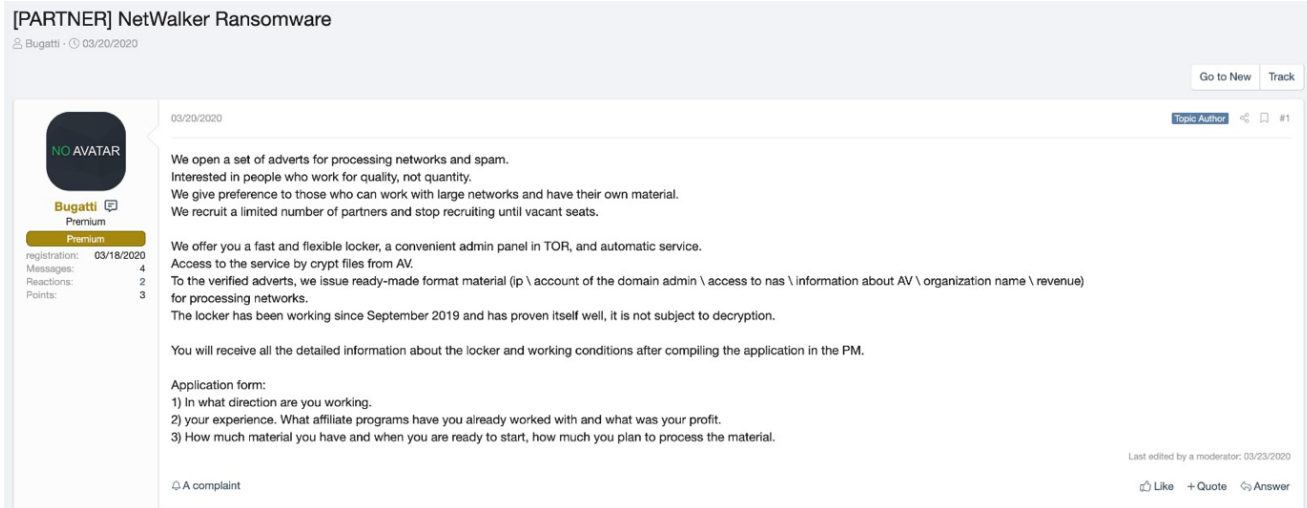 [PARTNER] NetWalker Ransomware
Bugatti · 03/20/2020
Go to New
Track
NO AVATAR
Bugatti
Premium
Premium
registration: 03/18/2020
Messages: 4
Reactions: 2
Points: 3
03/20/2020
Topic Author
#1
We open a set of adverts for processing networks and spam.
Interested in people who work for quality, not quantity.
We give preference to those who can work with large networks and have their own material.
We recruit a limited number of partners and stop recruiting until vacant seats.
We offer you a fast and flexible locker, a convenient admin panel in TOR, and automatic service.
Access to the service by crypt files from AV.
To the verified adverts, we issue ready-made format material (ip \ account of the domain admin \ access to nas \ information about AV \ organization name \ revenue)
for processing networks.
The locker has been working since September 2019 and has proven itself well, it is not subject to decryption.
You will receive all the detailed information about the locker and working conditions after compiling the application in the PM.
Application form:
1) In what direction are you working.
2) your experience. What affiliate programs have you already worked with and what was your profit.
3) How much material you have and when you are ready to start, how much you plan to process the material.
Last edited by a moderator: 03/23/2020
A complaint
Like
+ Quote
Answer